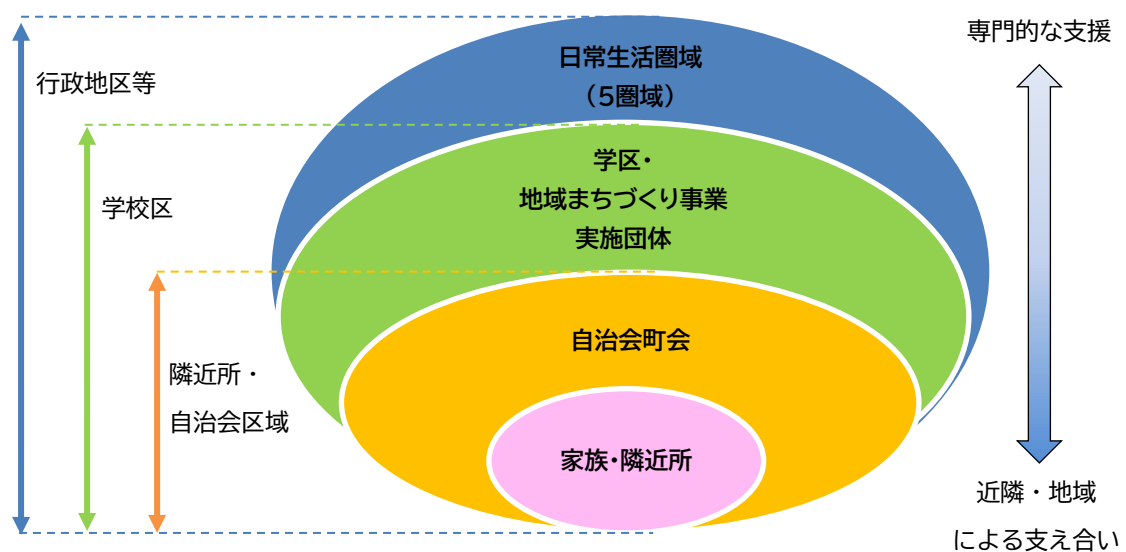 専門的な支援
日常生活圏域
（5圏域）
行政地区等
学区・
地域まちづくり事業
実施団体
学校区
自治会町会
隣近所・
自治会区域
家族・隣近所
近隣・地域
による支え合い